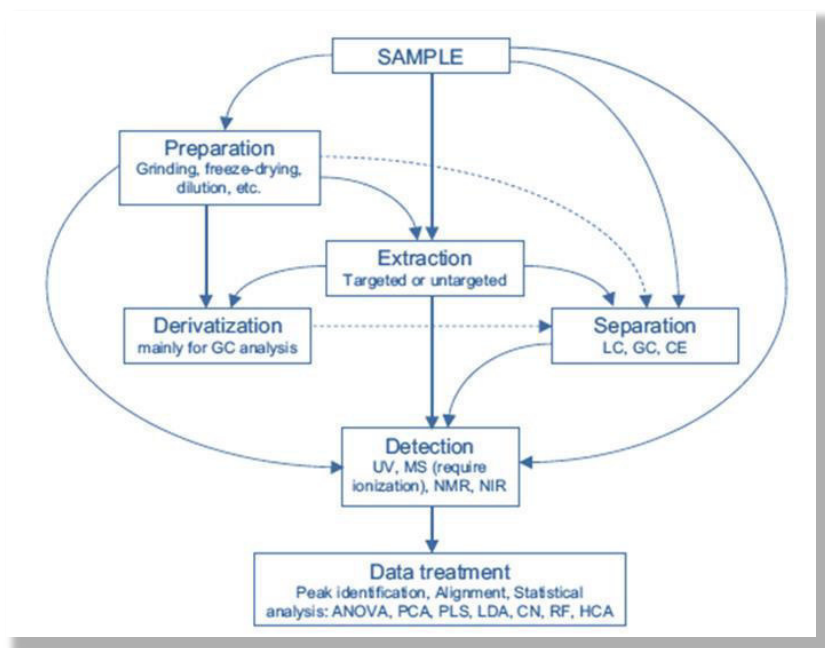 SAMPLE
Preparation
Grinding, freeze-drying,
dilution, etc.
Extraction
Targeted or untargeted
Derivatization
mainly for GC analysis
Separation
LC, GC, CE
Detection
UV, MS (require
ionization), NMR, NIR
Data treatment
Peak identification, Alignment, Statistical
analysis: ANOVA, PCA, PLS, LDA, CN, RF, HCA